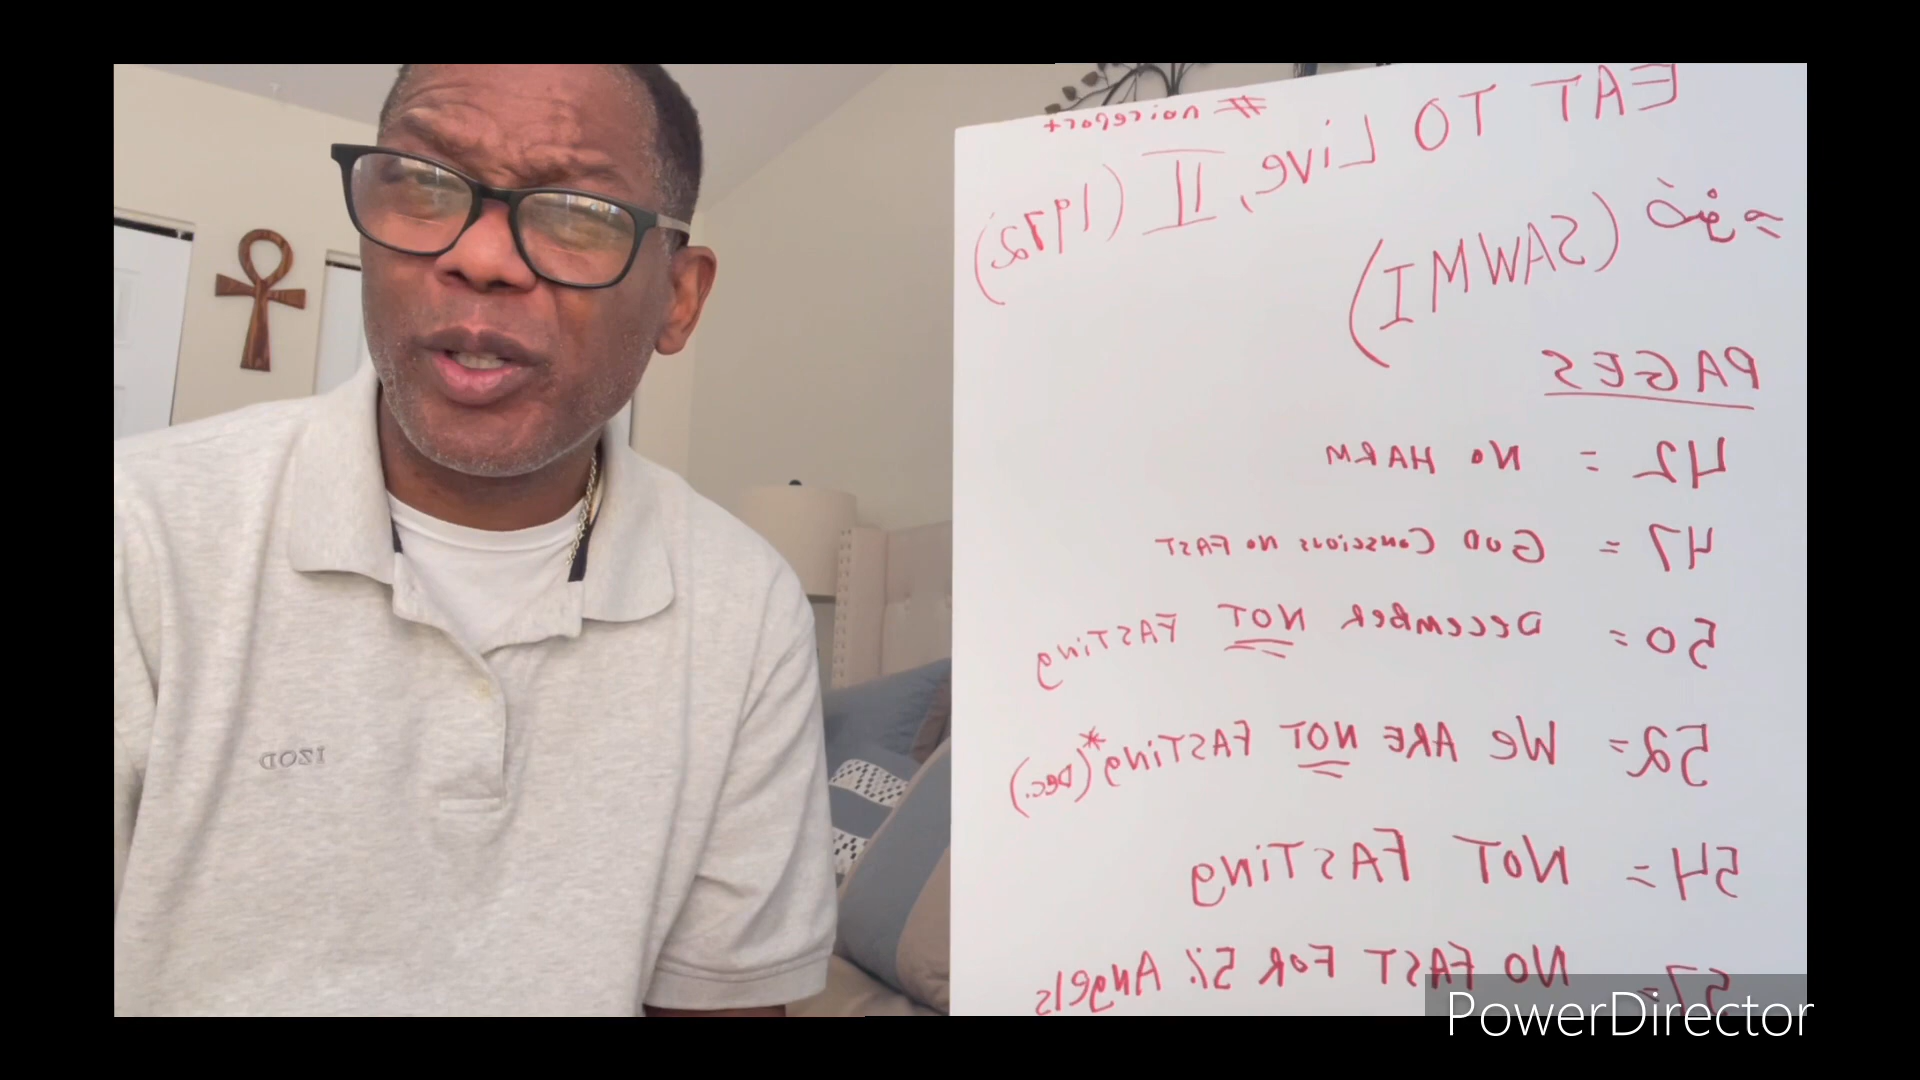 # noireport
EAT TO Live, II (1972)
(SAWMI)
PAGES
42 = No HARM
47 = GOD Conscious no FAST
50 = December NOT FASTing
52 = We ARE NOT FASTing* (Dec.)
54 = NOT FASTing
57 = NO FAST FOR 5% Angels
IZOD
PowerDirector